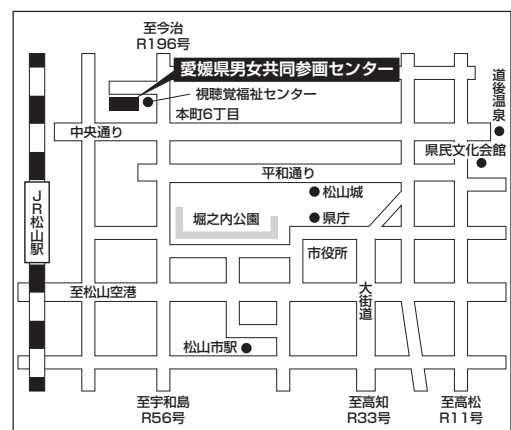 至今治
R196号
愛媛県男女共同参画センター
視聴覚福祉センター
本町6丁目
道後温泉
中央通り
県民文化会館
平和通り
松山城
JR松山駅
堀之内公園
県庁
市役所
至松山空港
大街道
松山市駅
至宇和島
R56号
至高知
R33号
至高松
R11号